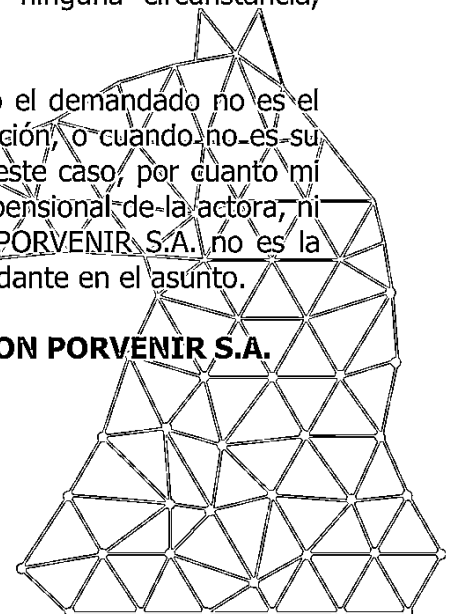 ninguna circunstancia,
el demandado no es el
ción, o cuando no es su
este caso, por cuanto mi
pensional de la actora, ni
PORVENIR S.A. no es la
dante en el asunto.
ON PORVENIR S.A.